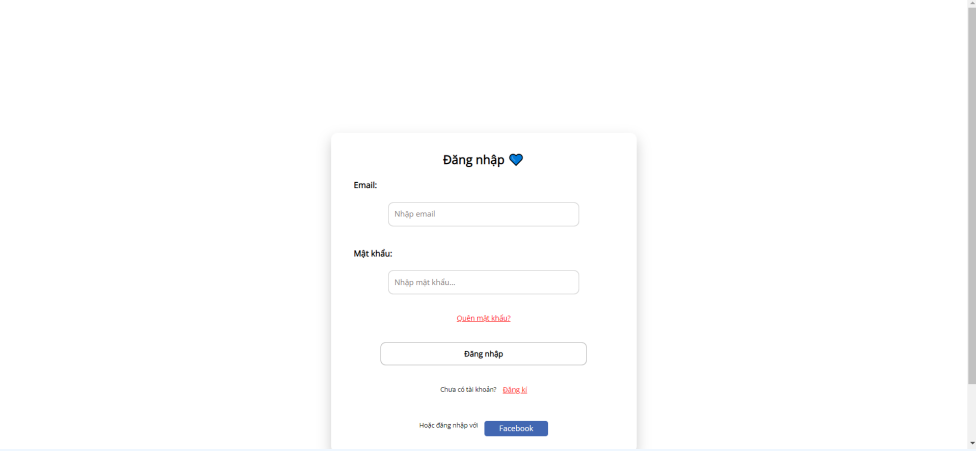 Đăng nhập 💙
Email:
Nhập email
Mật khẩu:
Nhập mật khẩu...
Quên mật khẩu?
Đăng nhập
Chưa có tài khoản? Đăng kí
Hoặc đăng nhập với Facebook